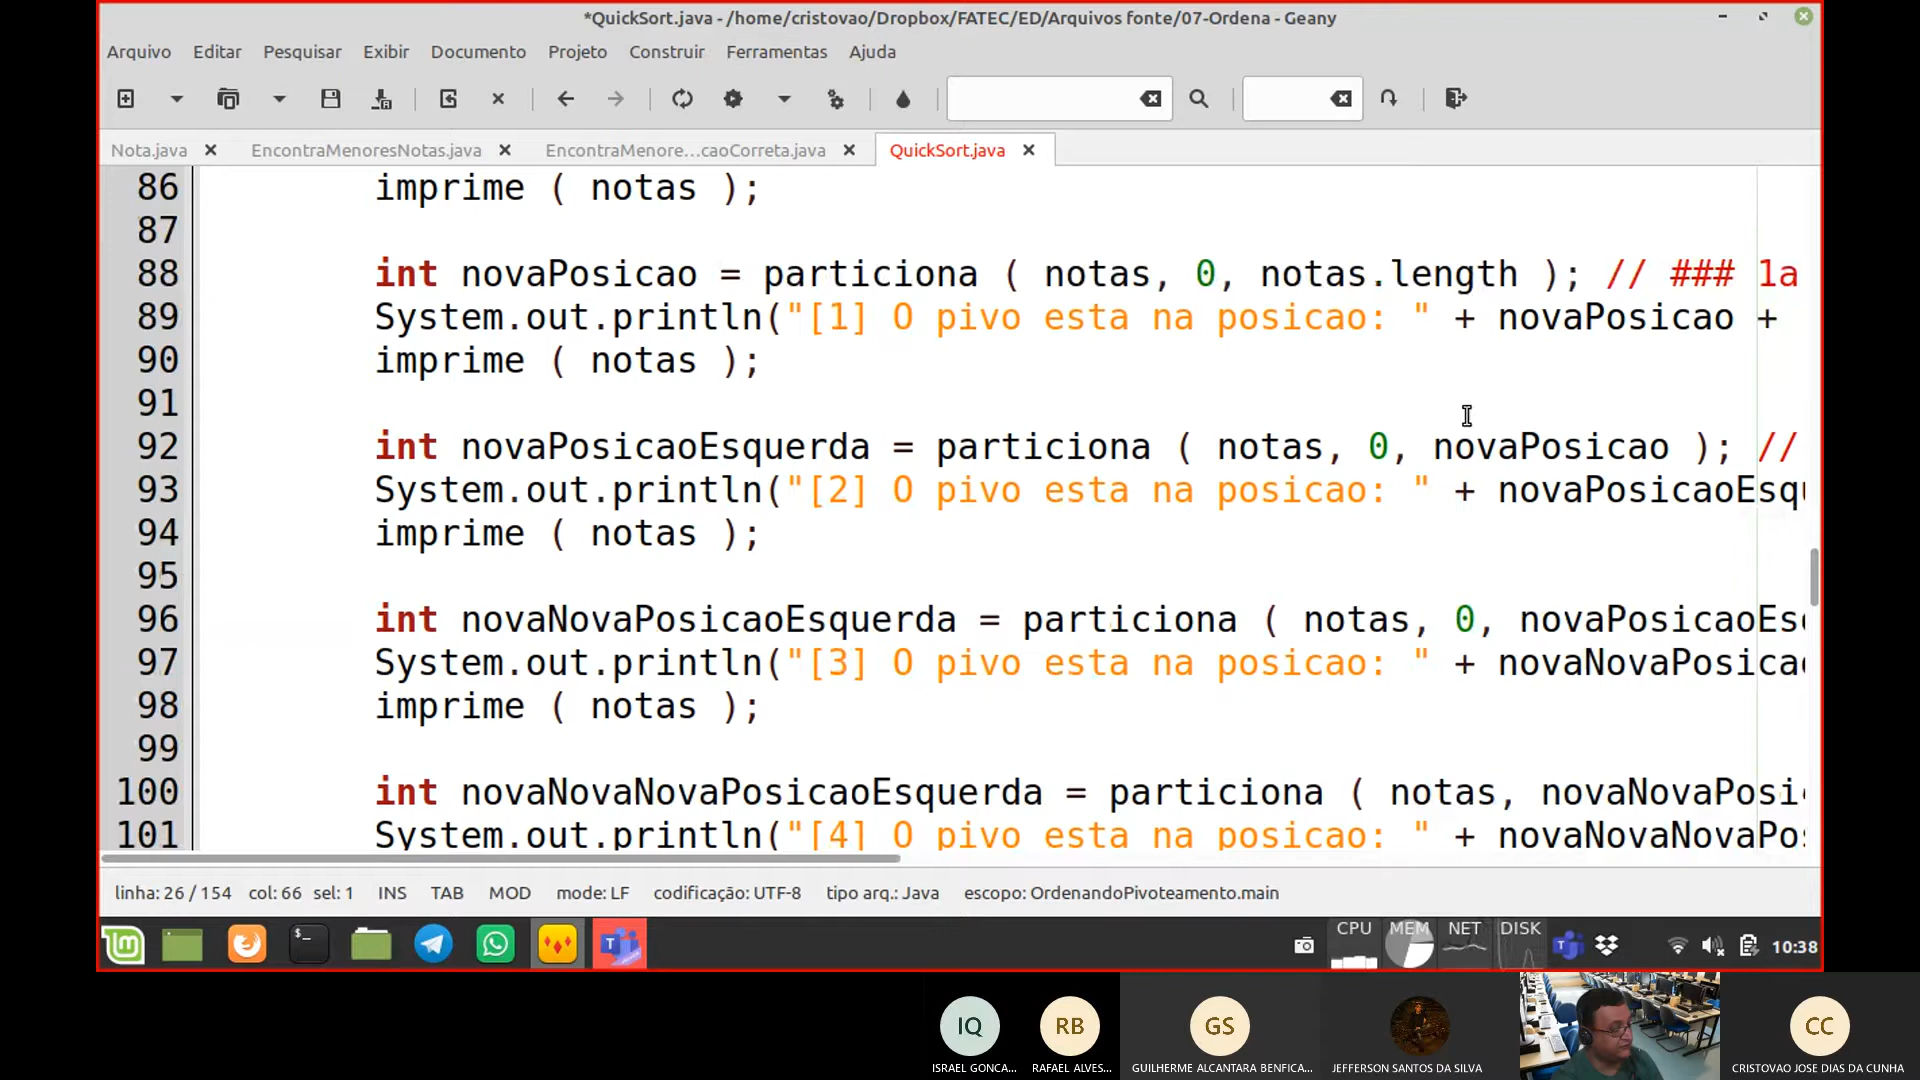 *QuickSort.java - /home/cristovao/Dropbox/FATEC/ED/Arquivos fonte/07-Ordena - Geany
Arquivo Editar Pesquisar Exibir Documento Projeto Construir Ferramentas Ajuda
Nota.java EncontraMenoresNotas.java EncontraMenore...caoCorreta.java QuickSort.java
86 imprime ( notas );
87
88 int novaPosicao = particiona ( notas, 0, notas.length ); // ### 1a
89 System.out.println("[1] O pivo esta na posicao: " + novaPosicao +
90 imprime ( notas );
91
92 int novaPosicaoEsquerda = particiona ( notas, 0, novaPosicao ); //
93 System.out.println("[2] O pivo esta na posicao: " + novaPosicaoEsqu
94 imprime ( notas );
95
96 int novaNovaPosicaoEsquerda = particiona ( notas, 0, novaPosicaoEsq
97 System.out.println("[3] O pivo esta na posicao: " + novaNovaPosicao
98 imprime ( notas );
99
100 int novaNovaNovaPosicaoEsquerda = particiona ( notas, novaNovaPosi
101 System.out.println("[4] O pivo esta na posicao: " + novaNovaNovaPos
linha: 26 / 154 col: 66 sel: 1 INS TAB MOD mode: LF codificação: UTF-8 tipo arq.: Java escopo: OrdenandoPivoteamento.main
CPU MEM NET DISK 10:38
IQ RB GS CC
ISRAEL GONCA... RAFAEL ALVES... GUILHERME ALCANTARA BENFICA... JEFFERSON SANTOS DA SILVA CRISTOVAO JOSE DIAS DA CUNHA